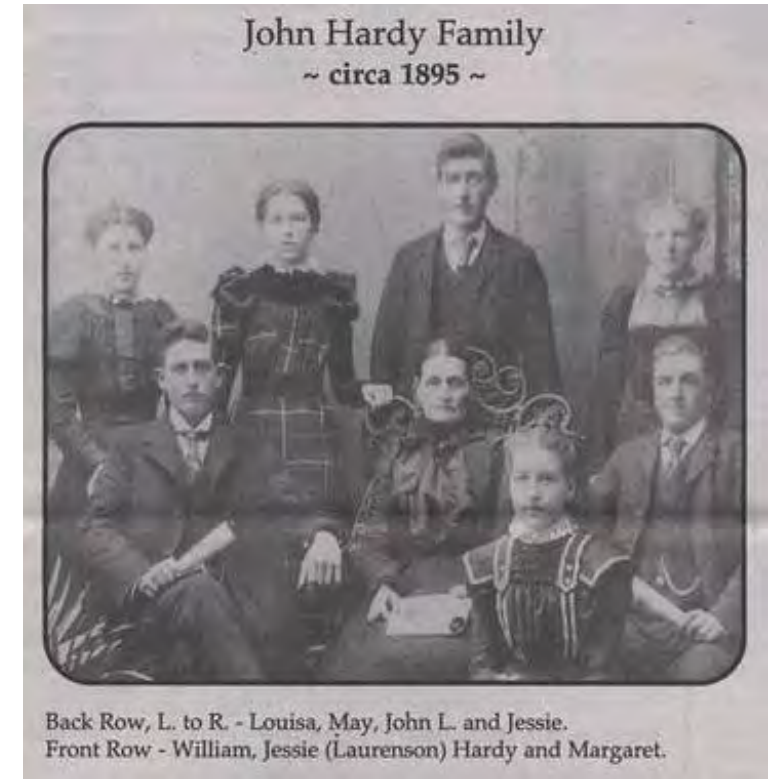 John Hardy Family
~ circa 1895 ~
Back Row, L. to R. - Louisa, May, John L. and Jessie.
Front Row - William, Jessie (Laurenson) Hardy and Margaret.